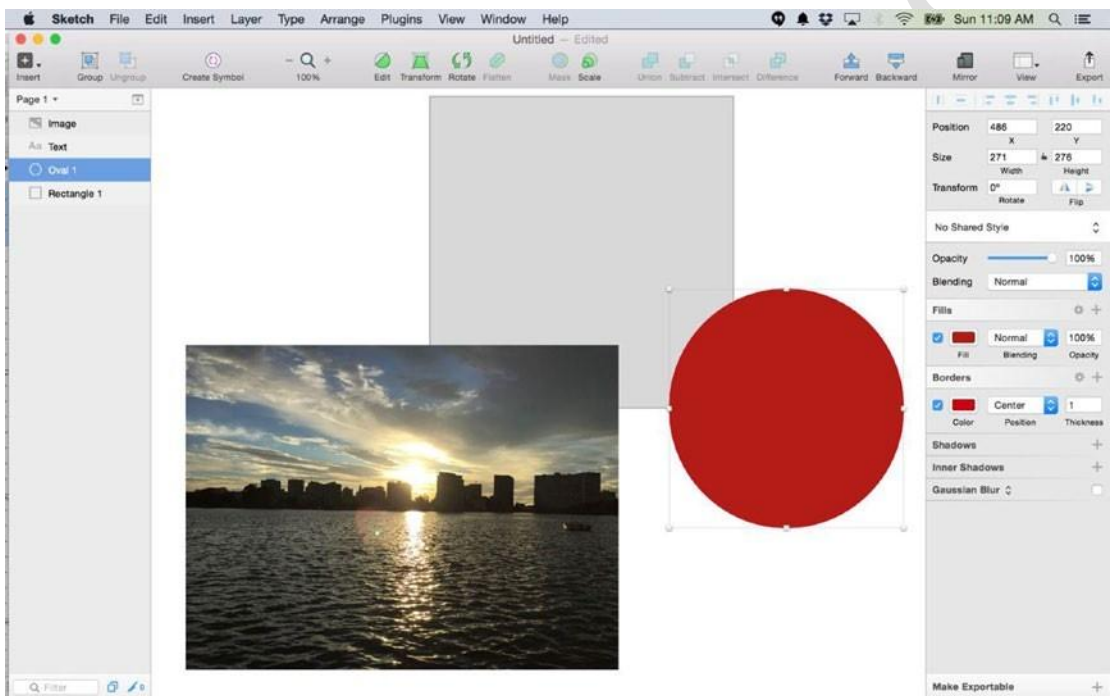 Sketch File Edit Insert Layer Type Arrange Plugins View Window Help Sun 11:09 AM
Untitled — Edited
Insert Group Ungroup Create Symbol 100% Edit Transform Rotate Flatten Mask Scale Union Subtract Intersect Difference Forward Backward Mirror View Export
Page 1
Image
Aa Text
Oval 1
Rectangle 1
Filter
Position 486 220
X Y
Size 271 276
Width Height
Transform 0°
Rotate Flip
No Shared Style
Opacity 100%
Blending Normal
Fills
Normal 100%
Fill Blending Opacity
Borders
Center 1
Color Position Thickness
Shadows
Inner Shadows
Gaussian Blur
Make Exportable